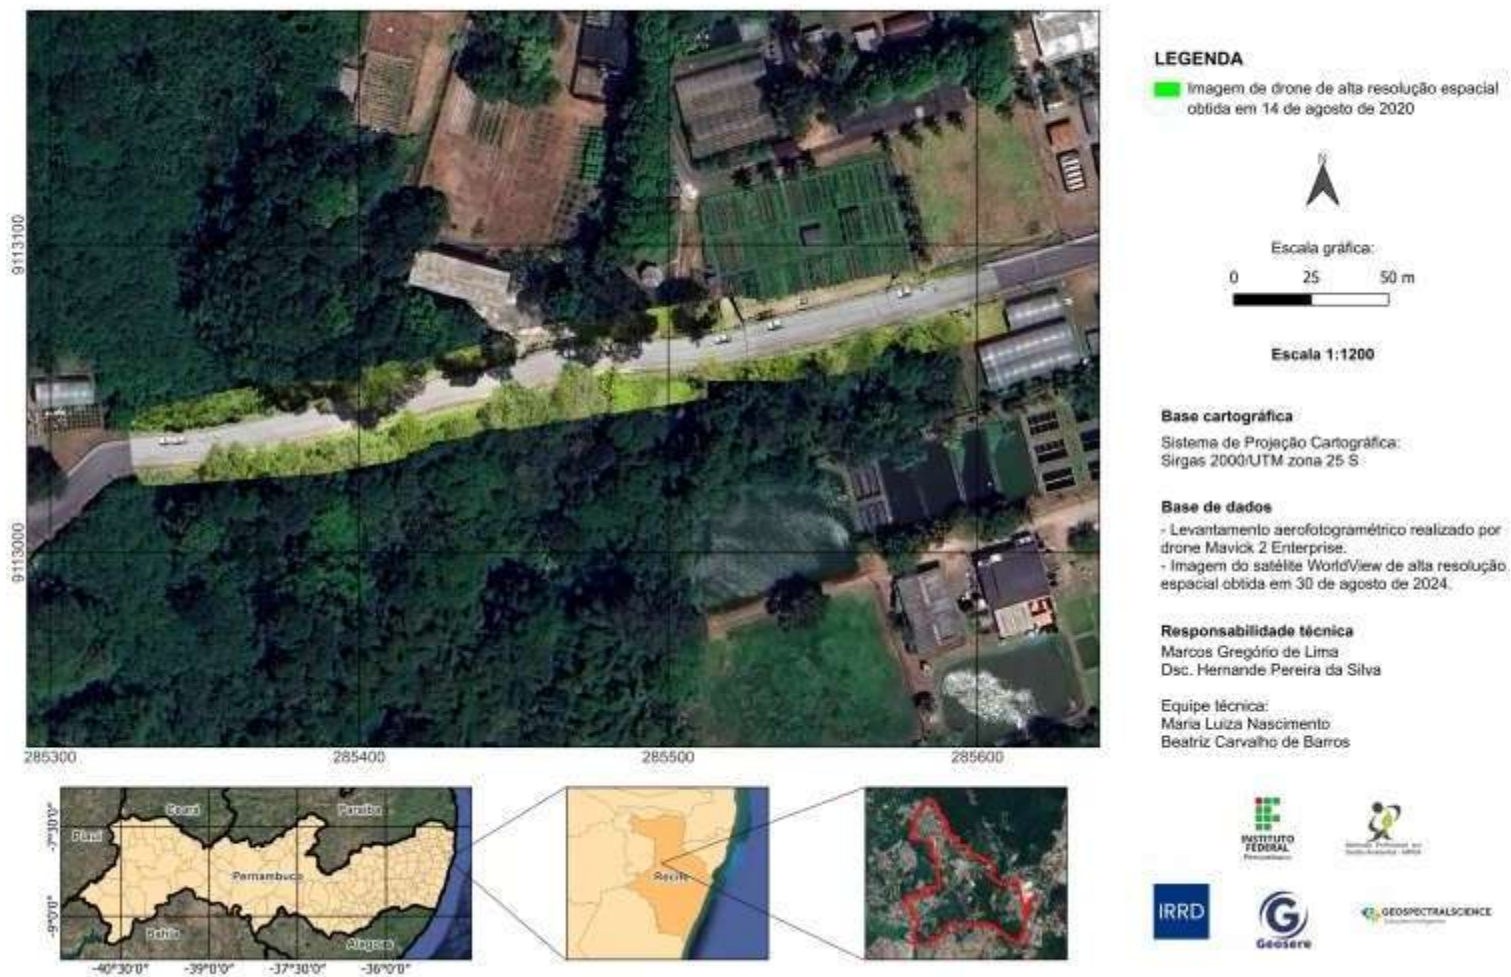 LEGENDA
Imagem de drone de alta resolução espacial
obtida em 14 de agosto de 2020
N
Escala gráfica:
0 25 50 m
Escala 1:1200
Base cartográfica
Sistema de Projeção Cartográfica:
Sirgas 2000/UTM zona 25 S
Base de dados
- Levantamento aerofotogramétrico realizado por
drone Mavick 2 Enterprise.
- Imagem do satélite WorldView de alta resolução
espacial obtida em 30 de agosto de 2024.
Responsabilidade técnica
Marcos Gregório de Lima
Dsc. Hernande Pereira da Silva
Equipe técnica:
Maria Luiza Nascimento
Beatriz Carvalho de Barros
9113100
9113000
285300 285400 285500 285600
Ceará
Paraíba
Piauí
Pernambuco
Bahia
Alagoas
-7°30'0"
-9°0'0"
-40°30'0" -39°0'0" -37°30'0" -36°0'0"
Recife
INSTITUTO
FEDERAL
Pernambuco
IRRD
Geosere
GEOSPECTRALSCIENCE